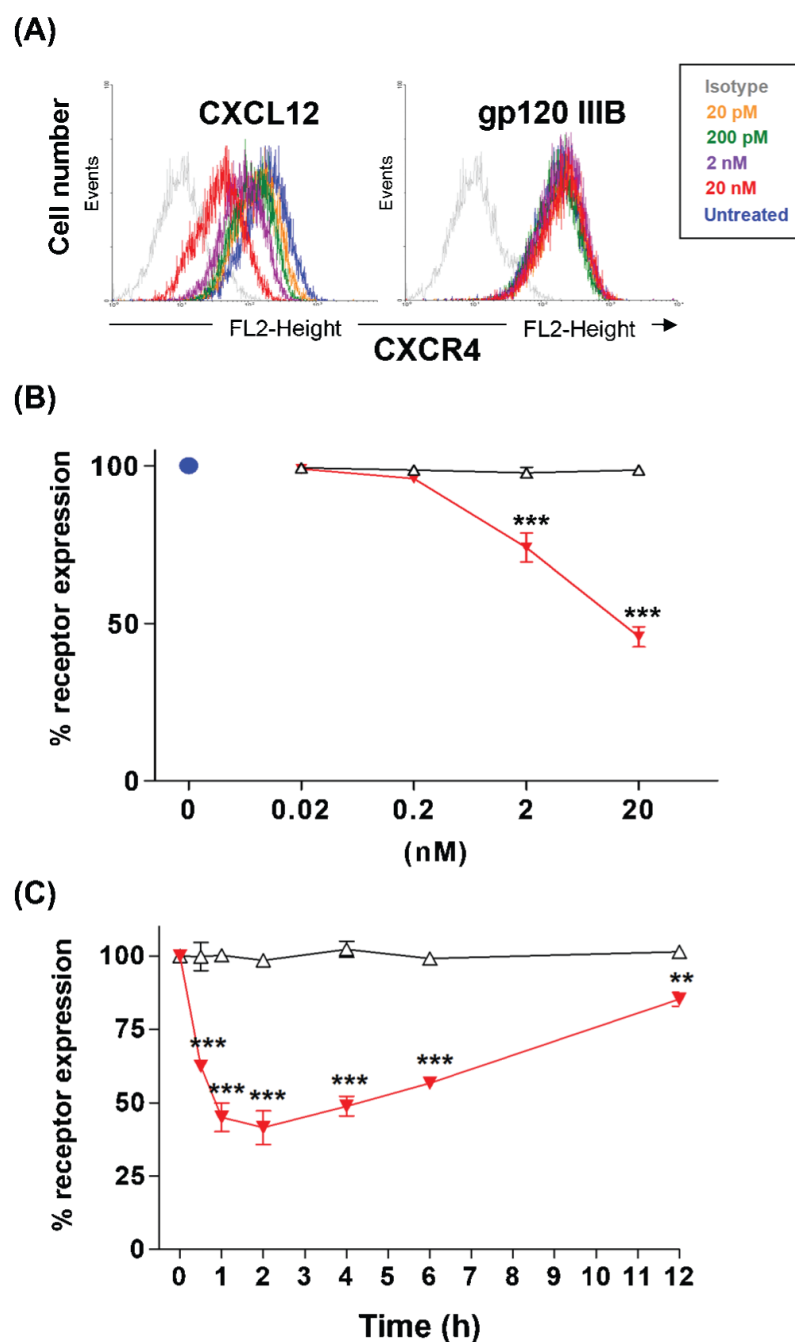 (A)
CXCL12
gp120 IIIB
Isotype
20 pM
200 pM
2 nM
20 nM
Untreated
Cell number
Events
Events
FL2-Height
FL2-Height
CXCR4
(B)
% receptor expression
100
50
0
0 0.02 0.2 2 20
(nM)
***
***
(C)
% receptor expression
100
75
50
25
0
***
***
***
***
***
**
0 1 2 3 4 5 6 7 8 9 10 11 12
Time (h)